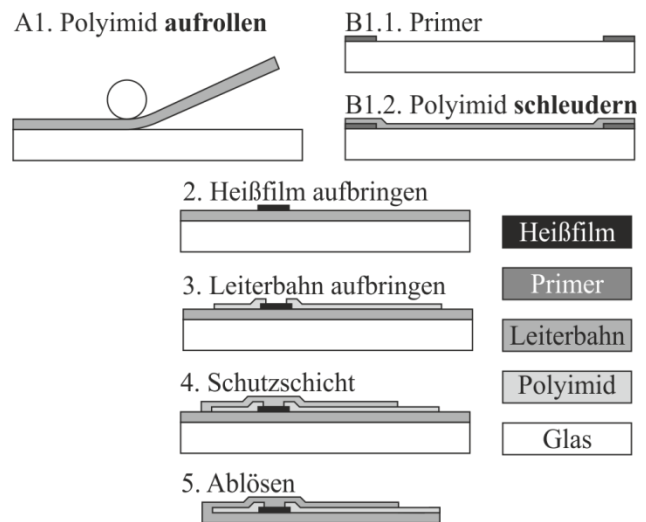 A1. Polyimid aufrollen
B1.1. Primer
B1.2. Polyimid schleudern
2. Heißfilm aufbringen
3. Leiterbahn aufbringen
4. Schutzschicht
5. Ablösen
Heißfilm
Primer
Leiterbahn
Polyimid
Glas